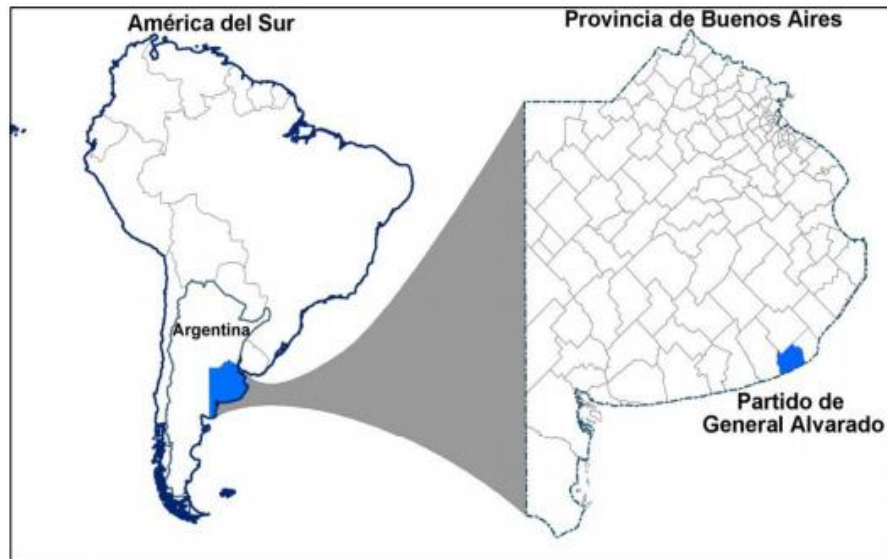 América del Sur
Provincia de Buenos Aires
Argentina
Partido de
General Alvarado